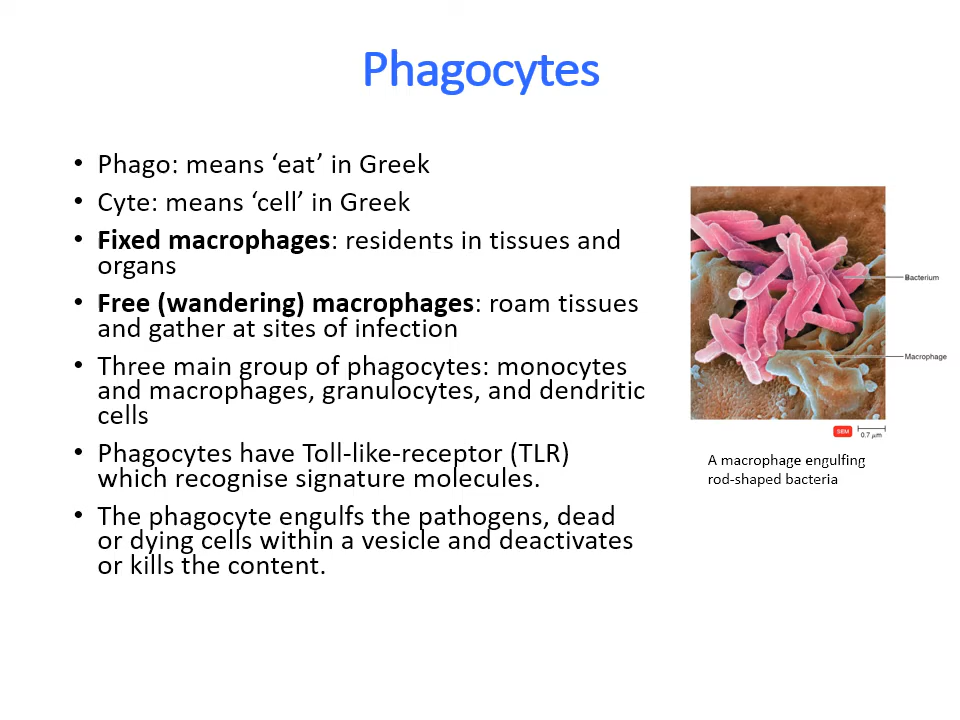 Phagocytes
• Phago: means ‘eat’ in Greek
• Cyte: means ‘cell’ in Greek
• Fixed macrophages: residents in tissues and
organs
• Free (wandering) macrophages: roam tissues
and gather at sites of infection
• Three main group of phagocytes: monocytes
and macrophages, granulocytes, and dendritic
cells
• Phagocytes have Toll-like-receptor (TLR)
which recognise signature molecules.
• The phagocyte engulfs the pathogens, dead
or dying cells within a vesicle and deactivates
or kills the content.
Bacterium
Macrophage
SEM
0.7 µm
A macrophage engulfing
rod-shaped bacteria